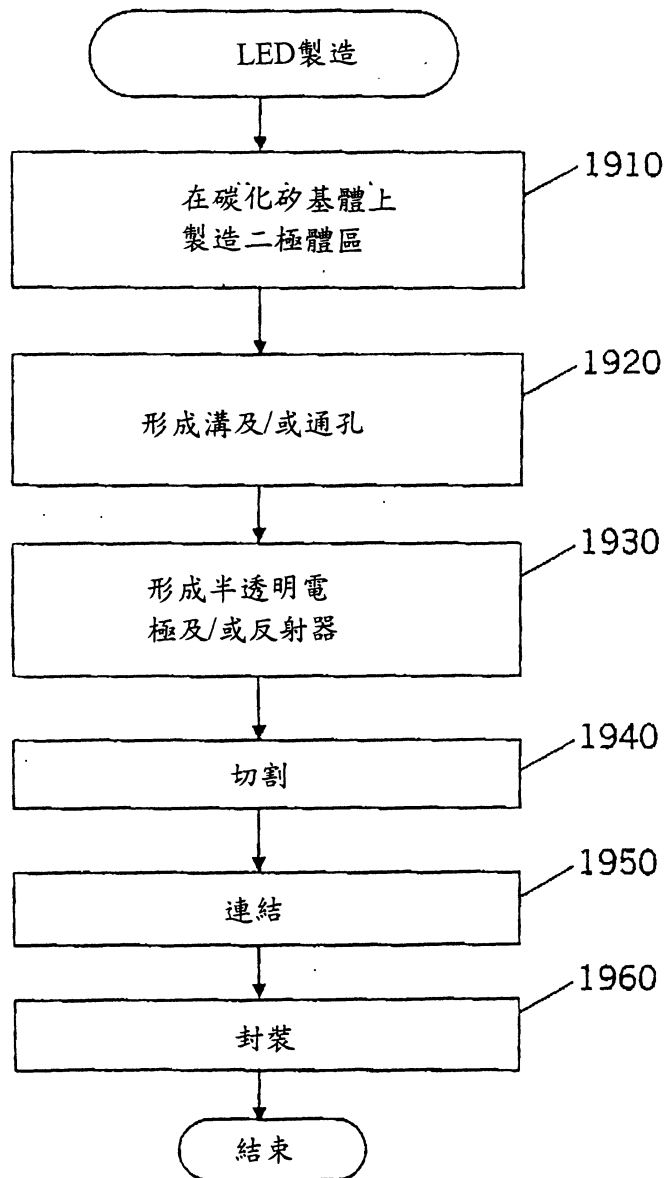 LED製造
1910
在碳化矽基體上
製造二極體區
1920
形成溝及/或通孔
1930
形成半透明電
極及/或反射器
1940
切割
1950
連結
1960
封裝
結束